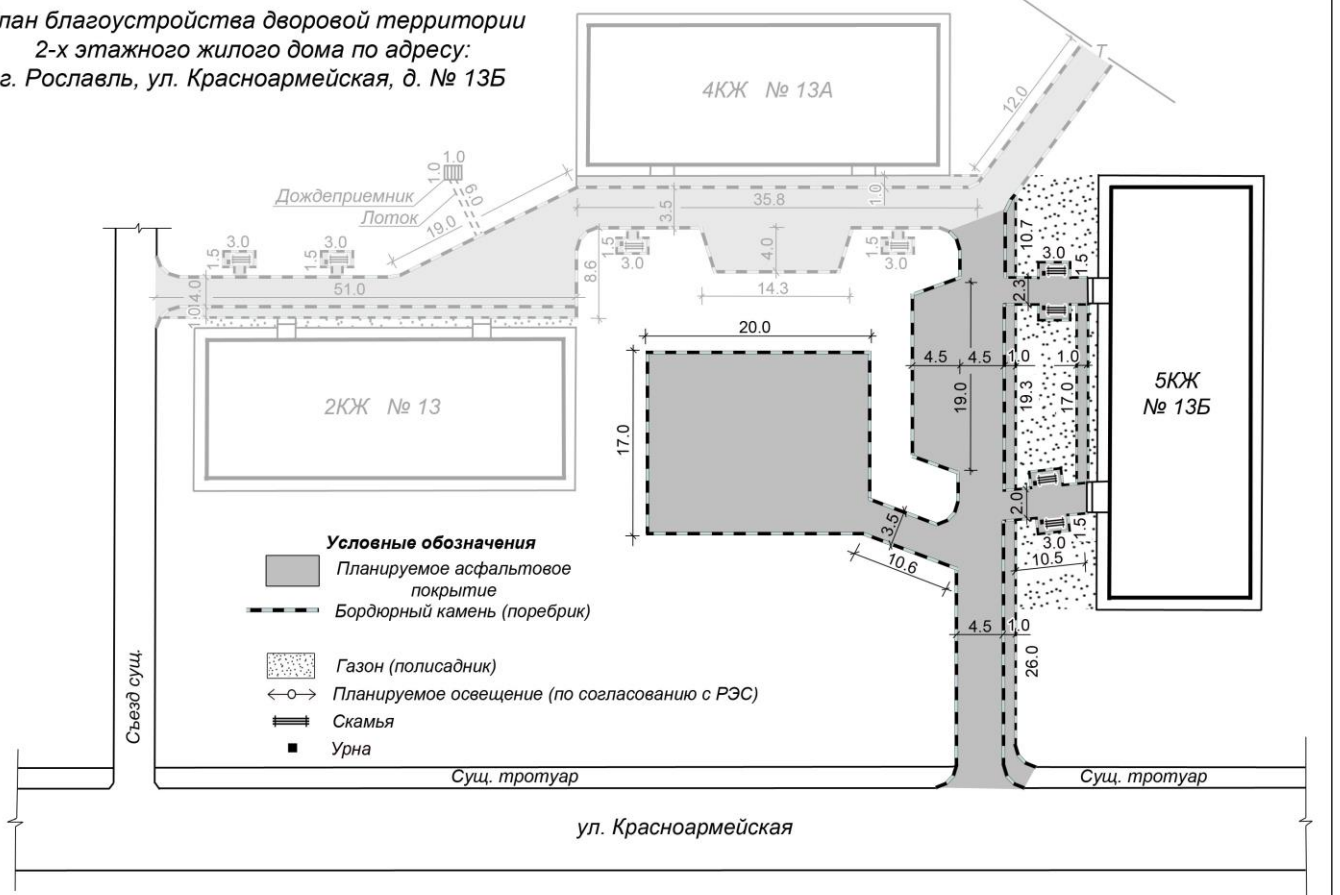 лан благоустройства дворовой территории
2-х этажного жилого дома по адресу:
г. Рославль, ул. Красноармейская, д. № 13Б
4КЖ № 13А
12.0
Т
1.0
1.0
6.0
Дождеприемник
Лоток
19.0
35.8
1.0
3.5
3.0
1.5
3.0
1.5
1.5
3.0
1.5
3.0
4.0
14.3
8.6
51.0
4.0
1.0
10.7
3.0
1.5
2.3
20.0
17.0
4.5
4.5
1.0
1.0
19.0
19.3
17.0
2КЖ № 13
5КЖ
№ 13Б
2.0
3.0
1.5
10.5
3.5
10.6
4.5
1.0
26.0
Условные обозначения
Планируемое асфальтовое
покрытие
Бордюрный камень (поребрик)
Газон (полисадник)
Планируемое освещение (по согласованию с РЭС)
Скамья
Урна
Съезд сущ.
Сущ. тротуар
Сущ. тротуар
ул. Красноармейская